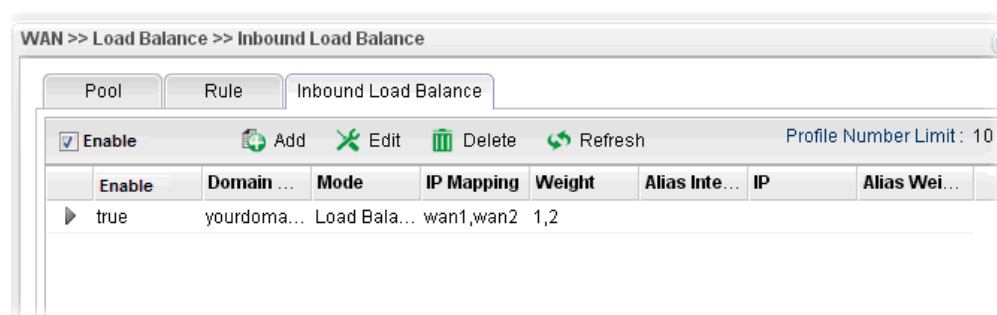 WAN >> Load Balance >> Inbound Load Balance
Pool Rule Inbound Load Balance
Enable Add Edit Delete Refresh Profile Number Limit : 10
Enable Domain ... Mode IP Mapping Weight Alias Inte... IP Alias Wei...
true yourdoma... Load Bala... wan1,wan2 1,2